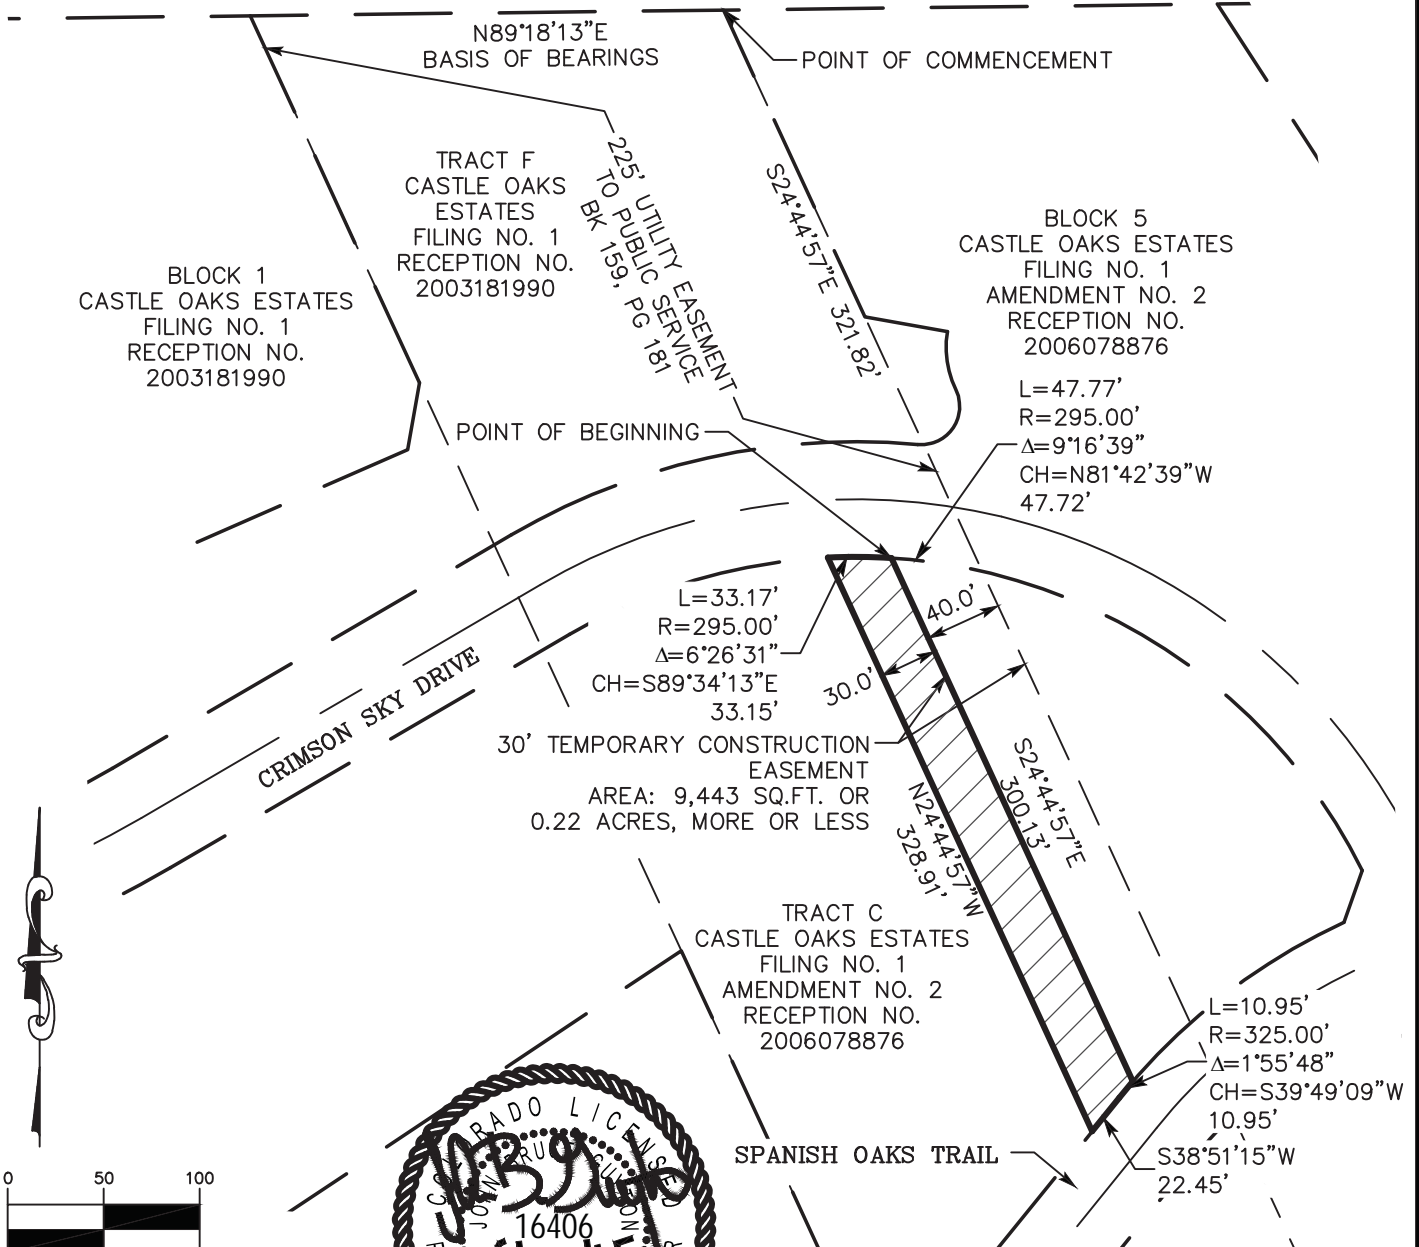 N89°18'13"E
BASIS OF BEARINGS
POINT OF COMMENCEMENT
TRACT F
CASTLE OAKS
ESTATES
FILING NO. 1
RECEPTION NO.
2003181990
225' UTILITY EASEMENT
TO PUBLIC SERVICE
BK 159, PG 181
S24°44'57"E 321.82'
BLOCK 5
CASTLE OAKS ESTATES
FILING NO. 1
AMENDMENT NO. 2
RECEPTION NO.
2006078876
BLOCK 1
CASTLE OAKS ESTATES
FILING NO. 1
RECEPTION NO.
2003181990
L=47.77'
R=295.00'
Δ=9°16'39"
CH=N81°42'39"W
47.72'
POINT OF BEGINNING
L=33.17'
R=295.00'
Δ=6°26'31"
CH=S89°34'13"E
33.15'
40.0'
30.0'
CRIMSON SKY DRIVE
30' TEMPORARY CONSTRUCTION
EASEMENT
AREA: 9,443 SQ.FT. OR
0.22 ACRES, MORE OR LESS
S24°44'57"E
300.13'
N24°44'57"W
328.91'
TRACT C
CASTLE OAKS ESTATES
FILING NO. 1
AMENDMENT NO. 2
RECEPTION NO.
2006078876
L=10.95'
R=325.00'
Δ=1°55'48"
CH=S39°49'09"W
10.95'
S38°51'15"W
22.45'
SPANISH OAKS TRAIL
LICENSED
JOHN
16406
0 50 100